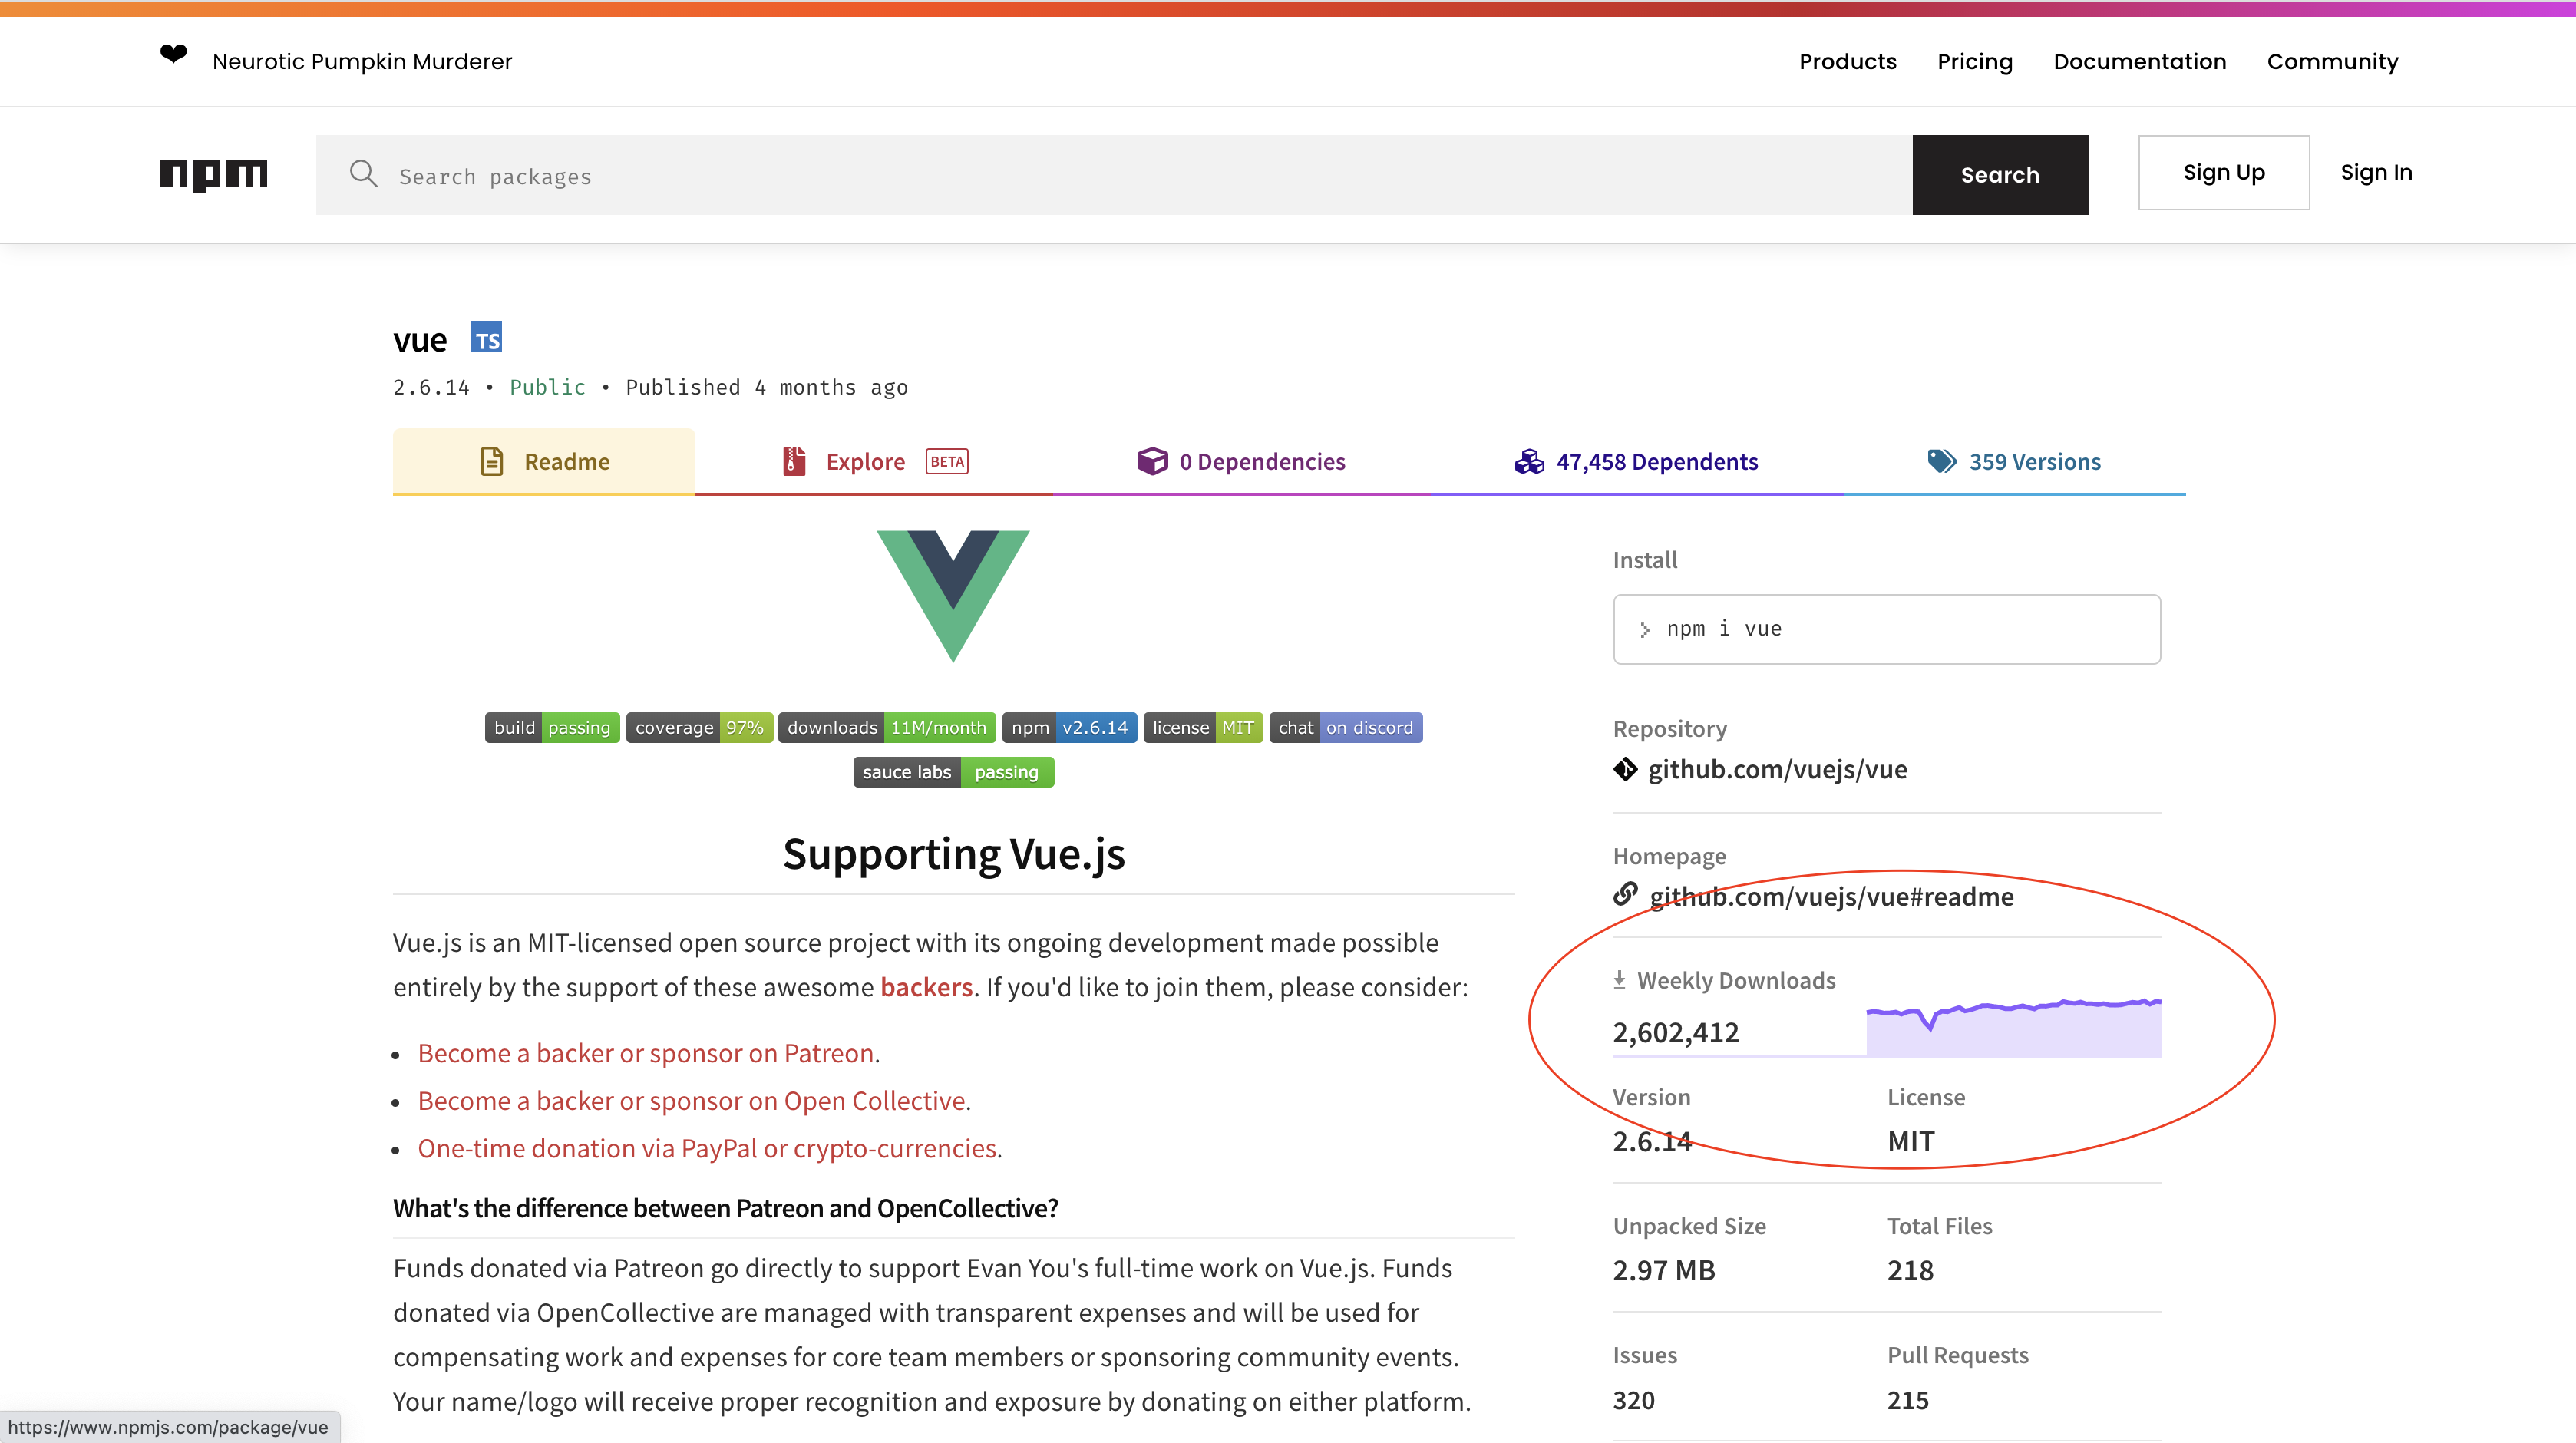 ❤ Neurotic Pumpkin Murderer
Products Pricing Documentation Community
npm Search packages Search Sign Up Sign In
vue TS
2.6.14 • Public • Published 4 months ago
Readme Explore BETA 0 Dependencies 47,458 Dependents 359 Versions
build passing coverage 97% downloads 11M/month npm v2.6.14 license MIT chat on discord
sauce labs passing
Supporting Vue.js
Vue.js is an MIT-licensed open source project with its ongoing development made possible
entirely by the support of these awesome backers. If you'd like to join them, please consider:
• Become a backer or sponsor on Patreon.
• Become a backer or sponsor on Open Collective.
• One-time donation via PayPal or crypto-currencies.
What's the difference between Patreon and OpenCollective?
Funds donated via Patreon go directly to support Evan You's full-time work on Vue.js. Funds
donated via OpenCollective are managed with transparent expenses and will be used for
compensating work and expenses for core team members or sponsoring community events.
Your name/logo will receive proper recognition and exposure by donating on either platform.
Install
> npm i vue
Repository
github.com/vuejs/vue
Homepage
github.com/vuejs/vue#readme
Weekly Downloads
2,602,412
Version License
2.6.14 MIT
Unpacked Size Total Files
2.97 MB 218
Issues Pull Requests
320 215
https://www.npmjs.com/package/vue